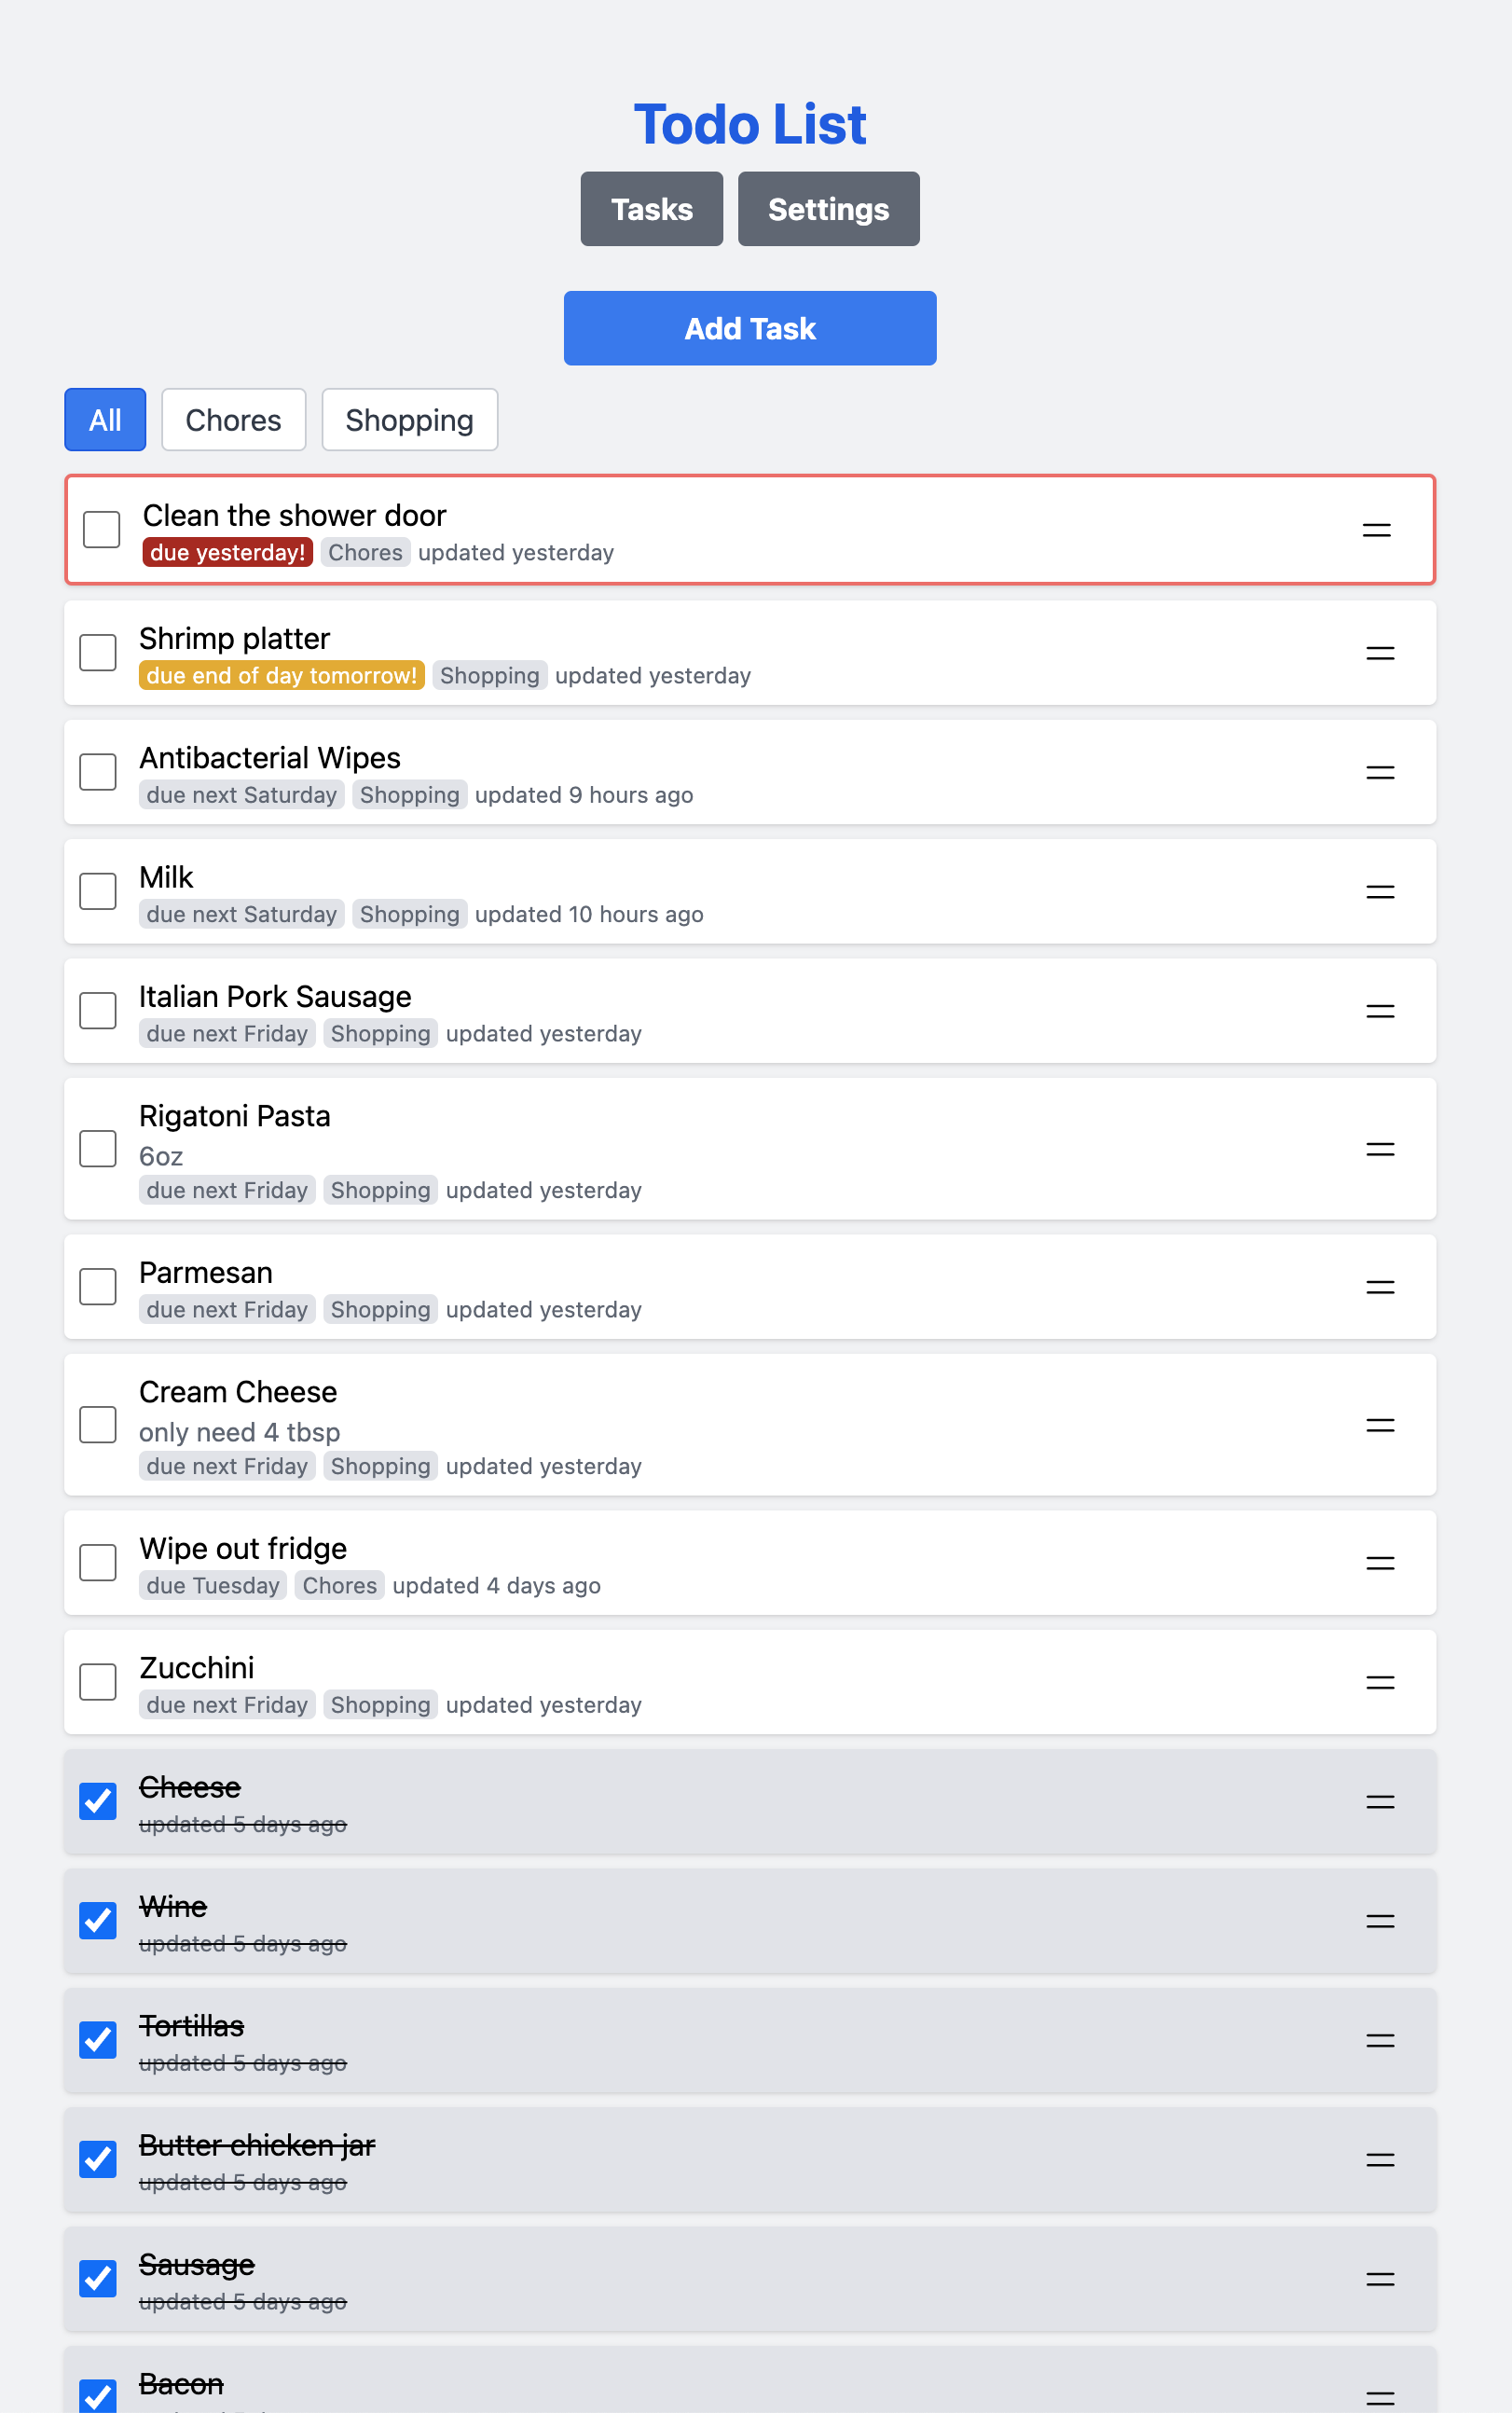 Todo List
Tasks Settings
Add Task
All Chores Shopping
Clean the shower door
due yesterday! Chores updated yesterday
Shrimp platter
due end of day tomorrow! Shopping updated yesterday
Antibacterial Wipes
due next Saturday Shopping updated 9 hours ago
Milk
due next Saturday Shopping updated 10 hours ago
Italian Pork Sausage
due next Friday Shopping updated yesterday
Rigatoni Pasta
6oz
due next Friday Shopping updated yesterday
Parmesan
due next Friday Shopping updated yesterday
Cream Cheese
only need 4 tbsp
due next Friday Shopping updated yesterday
Wipe out fridge
due Tuesday Chores updated 4 days ago
Zucchini
due next Friday Shopping updated yesterday
Cheese
updated 5 days ago
Wine
updated 5 days ago
Tortillas
updated 5 days ago
Butter chicken jar
updated 5 days ago
Sausage
updated 5 days ago
Bacon